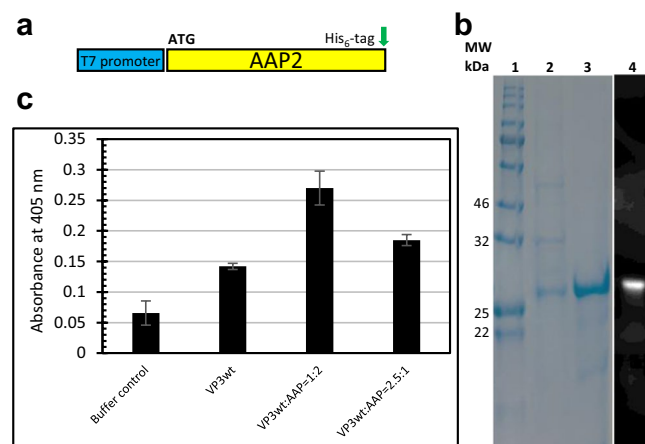 a
ATG
His6-tag
T7 promoter
AAP2
b
MW
kDa
1 2 3 4
46
32
25
22
c
Absorbance at 405 nm
0.35
0.3
0.25
0.2
0.15
0.1
0.05
0
Buffer control
VP3wt
VP3wt:AAP=1:2
VP3wt:AAP=2.5:1